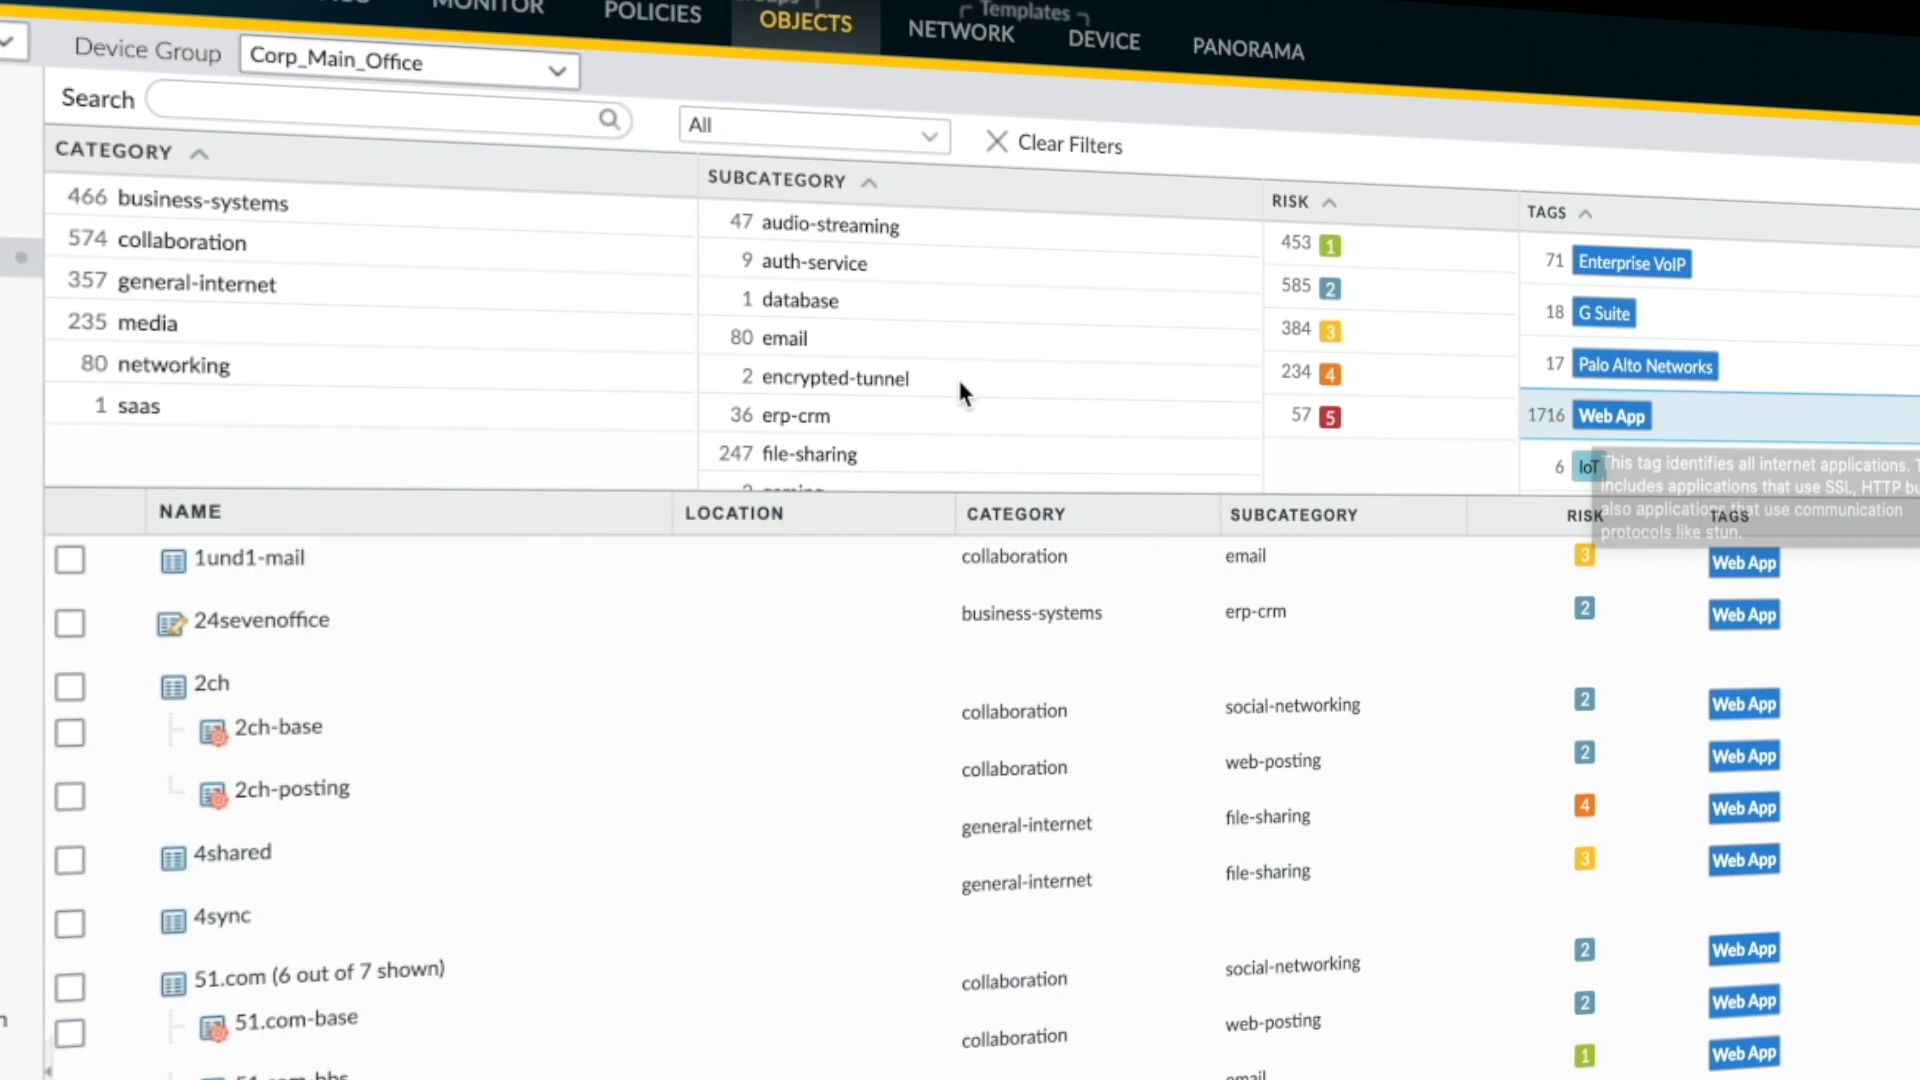 MONITOR
POLICIES
OBJECTS
Templates
NETWORK
DEVICE
PANORAMA
Device Group
Corp_Main_Office
Search
All
Clear Filters
CATEGORY
466 business-systems
574 collaboration
357 general-internet
235 media
80 networking
1 saas
SUBCATEGORY
47 audio-streaming
9 auth-service
1 database
80 email
2 encrypted-tunnel
36 erp-crm
247 file-sharing
RISK
453 1
585 2
384 3
234 4
57 5
TAGS
71 Enterprise VoIP
18 G Suite
17 Palo Alto Networks
1716 Web App
6 IoT
This tag identifies all internet applications.
includes applications that use SSL, HTTP
also applications that use communication
protocols like stun.
NAME LOCATION CATEGORY SUBCATEGORY RISK TAGS
1und1-mail collaboration email 3 Web App
24sevenoffice business-systems erp-crm 2 Web App
2ch
2ch-base collaboration social-networking 2 Web App
2ch-posting collaboration web-posting 2 Web App
4shared general-internet file-sharing 4 Web App
4sync general-internet file-sharing 3 Web App
51.com (6 out of 7 shown)
51.com-base collaboration social-networking 2 Web App
collaboration web-posting 2 Web App
email 1 Web App